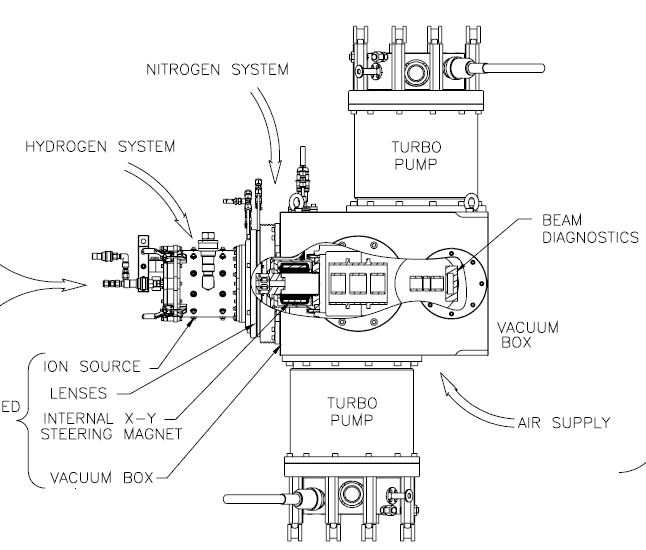 NITROGEN SYSTEM
HYDROGEN SYSTEM
TURBO
PUMP
BEAM
DIAGNOSTICS
VACUUM
BOX
ION SOURCE
LENSES
ED
INTERNAL X-Y
STEERING MAGNET
VACUUM BOX
TURBO
PUMP
AIR SUPPLY